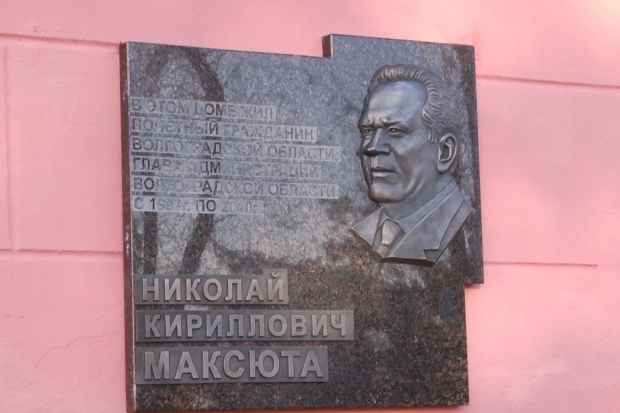 В ЭТОМ ДОМЕ ЖИЛ
ПОЧЕТНЫЙ ГРАЖДАНИН
ВОЛГОГРАДСКОЙ ОБЛАСТИ,
ГЛАВА АДМИНИСТРАЦИИ
ВОЛГОГРАДСКОЙ ОБЛАСТИ
С ПО
НИКОЛАЙ
КИРИЛЛОВИЧ
МАКСЮТА